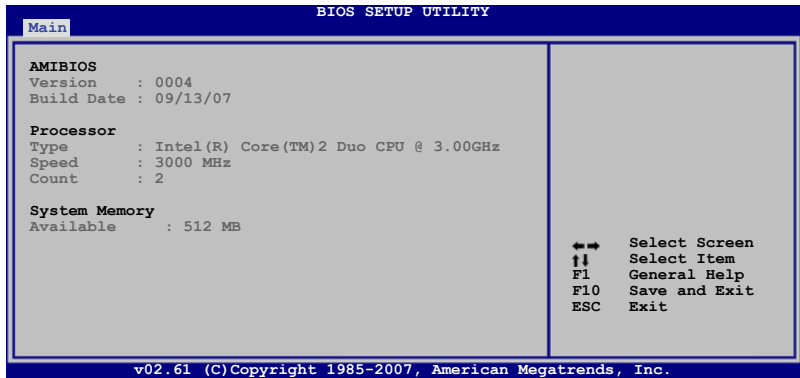 BIOS SETUP UTILITY
Main
AMIBIOS
Version : 0004
Build Date : 09/13/07
Processor
Type : Intel(R) Core(TM)2 Duo CPU @ 3.00GHz
Speed : 3000 MHz
Count : 2
System Memory
Available : 512 MB
←→ Select Screen
↑↓ Select Item
F1 General Help
F10 Save and Exit
ESC Exit
v02.61 (C)Copyright 1985-2007, American Megatrends, Inc.